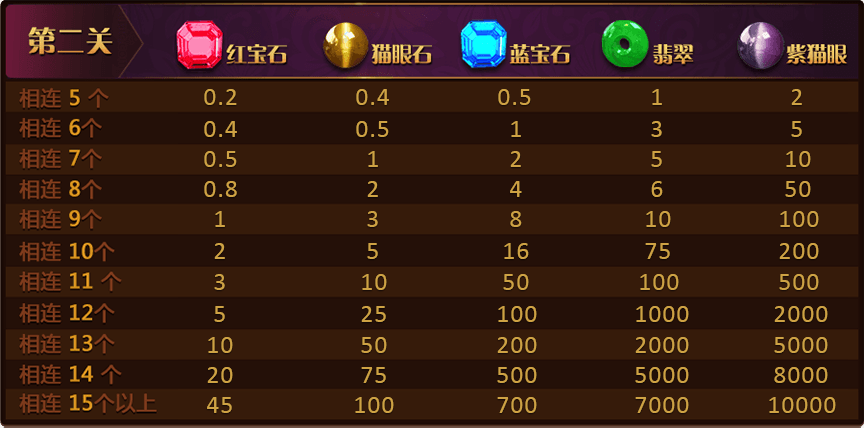 第二关 红宝石 猫眼石 蓝宝石 翡翠 紫猫眼
相连 5 个 0.2 0.4 0.5 1 2
相连 6个 0.4 0.5 1 3 5
相连 7个 0.5 1 2 5 10
相连 8个 0.8 2 4 6 50
相连 9个 1 3 8 10 100
相连 10个 2 5 16 75 200
相连 11 个 3 10 50 100 500
相连 12个 5 25 100 1000 2000
相连 13个 10 50 200 2000 5000
相连 14 个 20 75 500 5000 8000
相连 15个以上 45 100 700 7000 10000